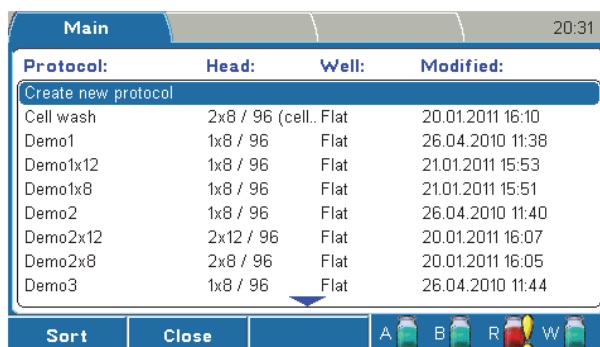 Main 20:31
Protocol: Head: Well: Modified:
Create new protocol
Cell wash 2x8 / 96 (cell.. Flat 20.01.2011 16:10
Demo1 1x8 / 96 Flat 26.04.2010 11:38
Demo1x12 1x8 / 96 Flat 21.01.2011 15:53
Demo1x8 1x8 / 96 Flat 21.01.2011 15:51
Demo2 1x8 / 96 Flat 26.04.2010 11:40
Demo2x12 2x12 / 96 Flat 20.01.2011 16:07
Demo2x8 2x8 / 96 Flat 20.01.2011 16:05
Demo3 1x8 / 96 Flat 26.04.2010 11:44
Sort Close A B R ! W